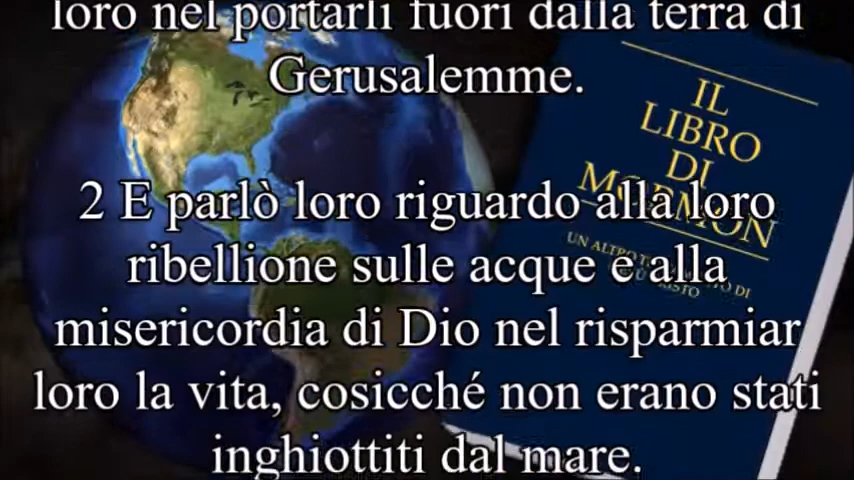 loro nel portarli fuori dalla terra di
Gerusalemme.
2 E parlò loro riguardo alla loro
ribellione sulle acque e alla
misericordia di Dio nel risparmiar
loro la vita, cosicché non erano stati
inghiottiti dal mare.
IL
LIBRO
DI
MORMON
UN ALTRO DI